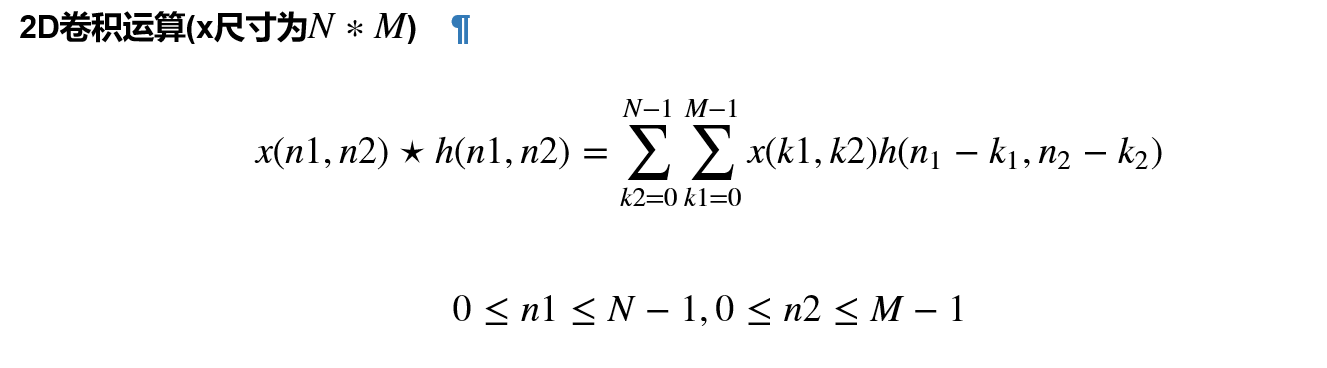 2D卷积运算(x尺寸为N ∗ M) ¶
x(n1, n2) ⋆ h(n1, n2) = ∑_{k2=0}^{N−1} ∑_{k1=0}^{M−1} x(k1, k2)h(n₁ − k₁, n₂ − k₂)
0 ≤ n1 ≤ N − 1, 0 ≤ n2 ≤ M − 1